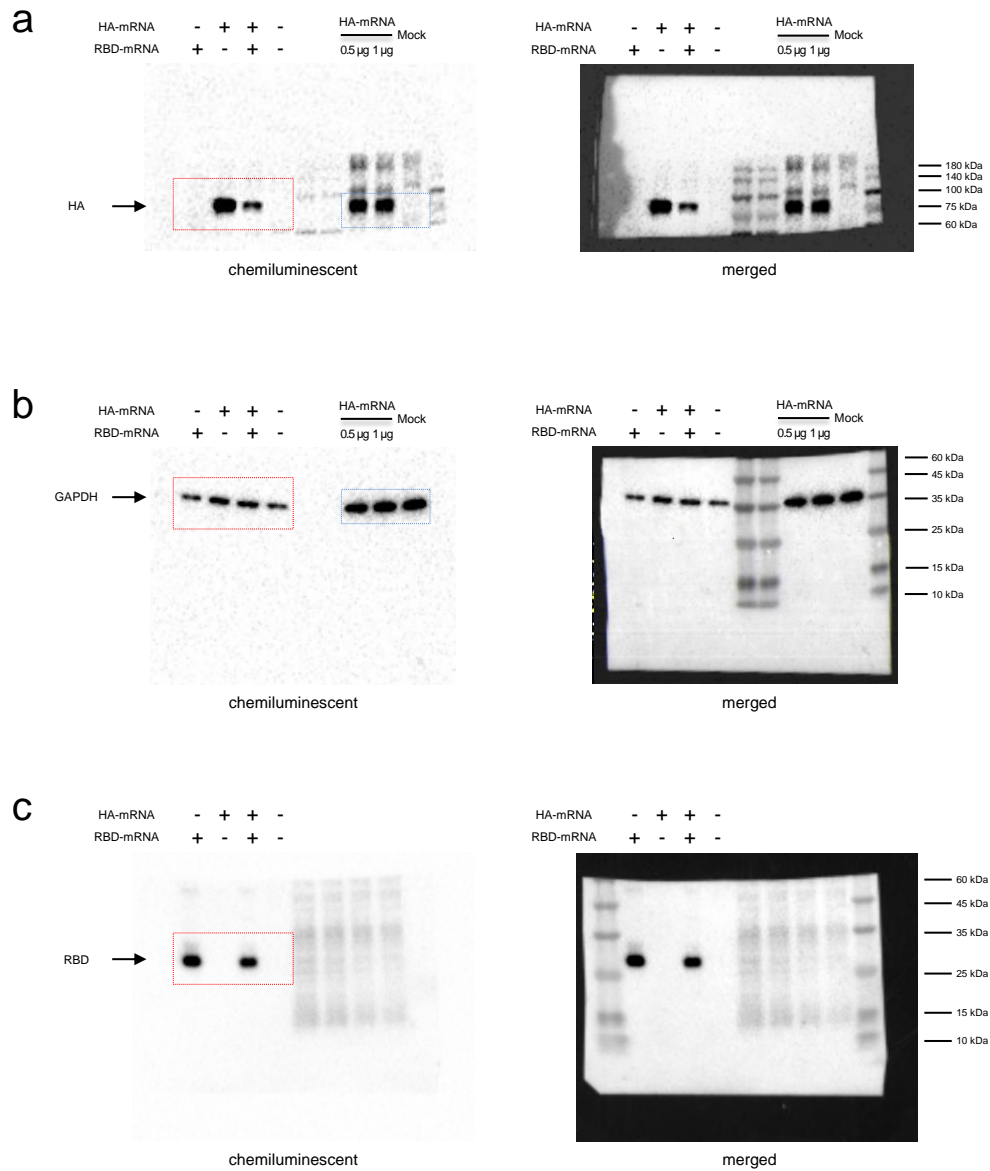 a
HA-mRNA - + + -
RBD-mRNA + - + -
HA-mRNA
Mock
0.5 μg 1 μg
HA-mRNA - + + -
RBD-mRNA + - + -
HA-mRNA
Mock
0.5 μg 1 μg
HA
180 kDa
140 kDa
100 kDa
75 kDa
60 kDa
chemiluminescent
merged
b
HA-mRNA - + + -
RBD-mRNA + - + -
HA-mRNA
Mock
0.5 μg 1 μg
HA-mRNA - + + -
RBD-mRNA + - + -
HA-mRNA
Mock
0.5 μg 1 μg
GAPDH
60 kDa
45 kDa
35 kDa
25 kDa
15 kDa
10 kDa
chemiluminescent
merged
c
HA-mRNA - + + -
RBD-mRNA + - + -
HA-mRNA - + + -
RBD-mRNA + - + -
RBD
60 kDa
45 kDa
35 kDa
25 kDa
15 kDa
10 kDa
chemiluminescent
merged